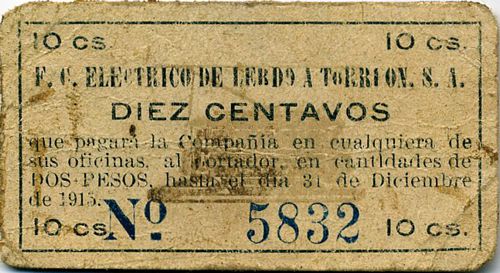 10 cs. 10 cs.
F. C. ELECTRICO DE LERDO A TORREON. S. A.
DIEZ CENTAVOS
que pagará la Compañía en cualquiera de
sus oficinas, al portador, en cantidades de
DOS PESOS, hasta el día 31 de Diciembre
de 1915.
10 cs. Nº 5832 10 cs.